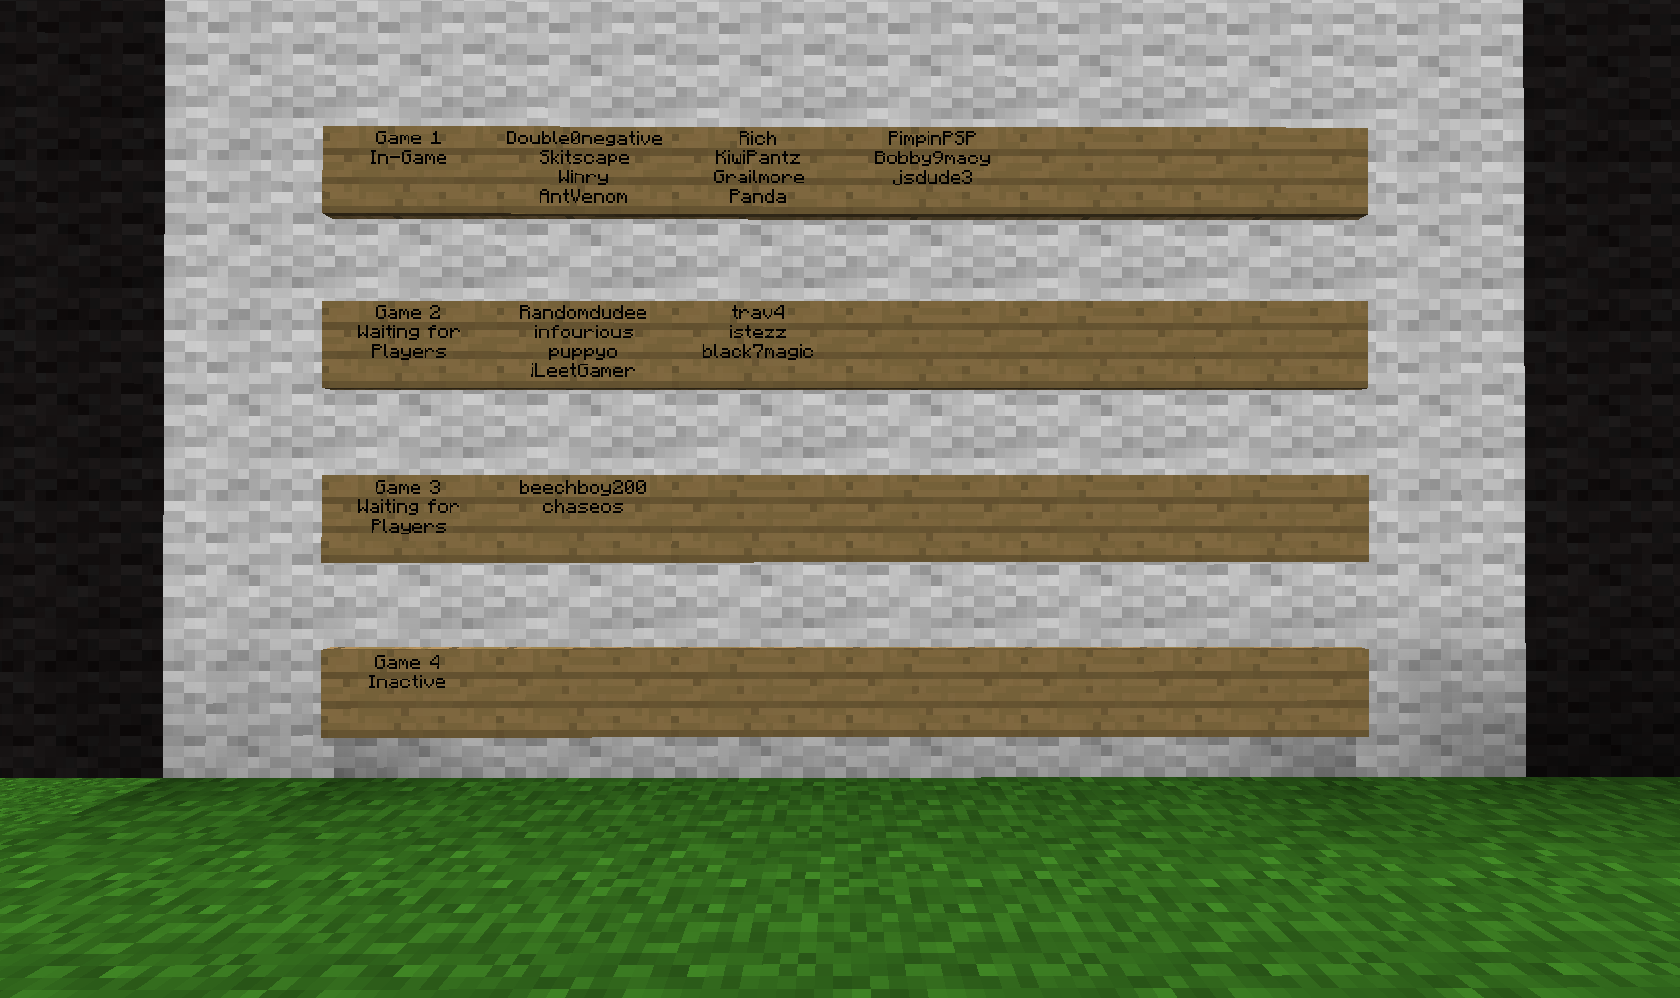 Game 1
In-Game
Double0negative
Skitscape
Winry
AntVenom
Rich
KiwiPantz
Grailmore
Panda
PimpinPSP
Bobby9macy
jsdude3
Game 2
Waiting for
Players
Randomdudee
infourious
puppyo
iLeetGamer
trav4
istezz
black7magic
Game 3
Waiting for
Players
beechboy200
chaseos
Game 4
Inactive